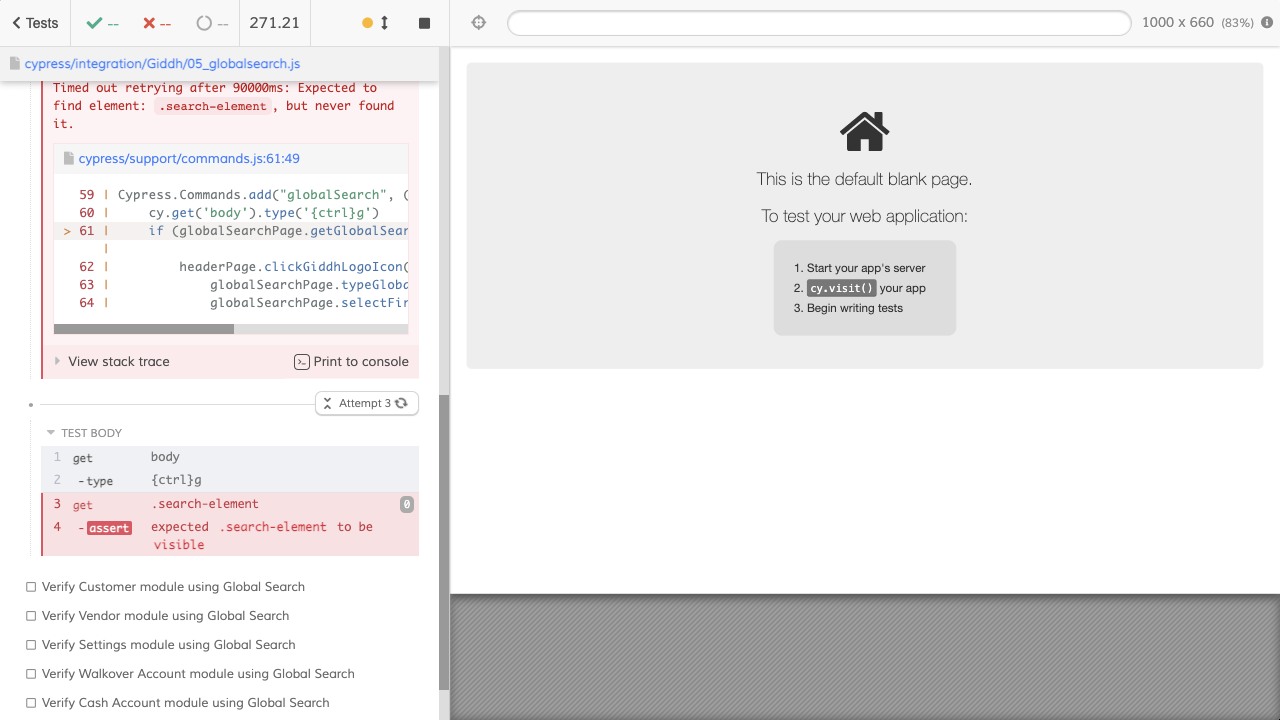 Tests
--
--
--
271.21
1000 x 660 (83%)
cypress/integration/Giddh/05_globalsearch.js
Timed out retrying after 90000ms: Expected to
find element: .search-element, but never found
it.
cypress/support/commands.js:61:49
59 | Cypress.Commands.add("globalSearch", (
60 | cy.get('body').type('{ctrl}g')
> 61 | if (globalSearchPage.getGlobalSear
|
62 | headerPage.clickGiddhLogoIcon(
63 | globalSearchPage.typeGloba
64 | globalSearchPage.selectFir
View stack trace
Print to console
Attempt 3
TEST BODY
1 get body
2 -type {ctrl}g
3 get .search-element 0
4 -assert expected .search-element to be
visible
Verify Customer module using Global Search
Verify Vendor module using Global Search
Verify Settings module using Global Search
Verify Walkover Account module using Global Search
Verify Cash Account module using Global Search
This is the default blank page.
To test your web application:
1. Start your app's server
2. cy.visit() your app
3. Begin writing tests